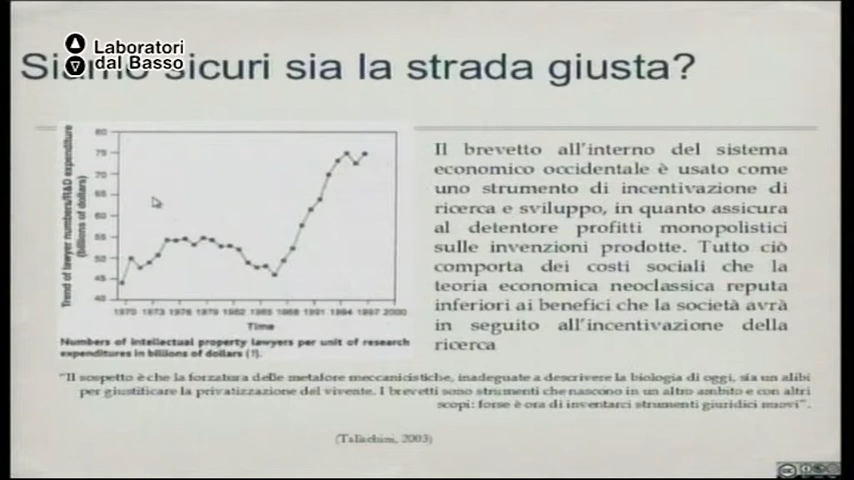 Laboratori
dal Basso
Siamo sicuri sia la strada giusta?
Trend of lawyer numbers/R&D expenditure
(billions of dollars)
80
75
70
65
60
55
50
45
40
1970 1973 1976 1979 1982 1985 1988 1991 1994 1997 2000
Time
Numbers of intellectual property lawyers per unit of research
expenditures in billions of dollars (1).
Il brevetto all'interno del sistema
economico occidentale è usato come
uno strumento di incentivazione di
ricerca e sviluppo, in quanto assicura
al detentore profitti monopolistici
sulle invenzioni prodotte. Tutto ciò
comporta dei costi sociali che la
teoria economica neoclassica reputa
inferiori ai benefici che la società avrà
in seguito all'incentivazione della
ricerca
"Il sospetto è che la forzatura delle metafore meccanicistiche, inadeguate a descrivere la biologia di oggi, sia un alibi
per giustificare la privatizzazione del vivente. I brevetti sono strumenti che nascono in un altro ambito e con altri
scopi: forse è ora di inventarci strumenti giuridici nuovi".
(Tallachini, 2003)